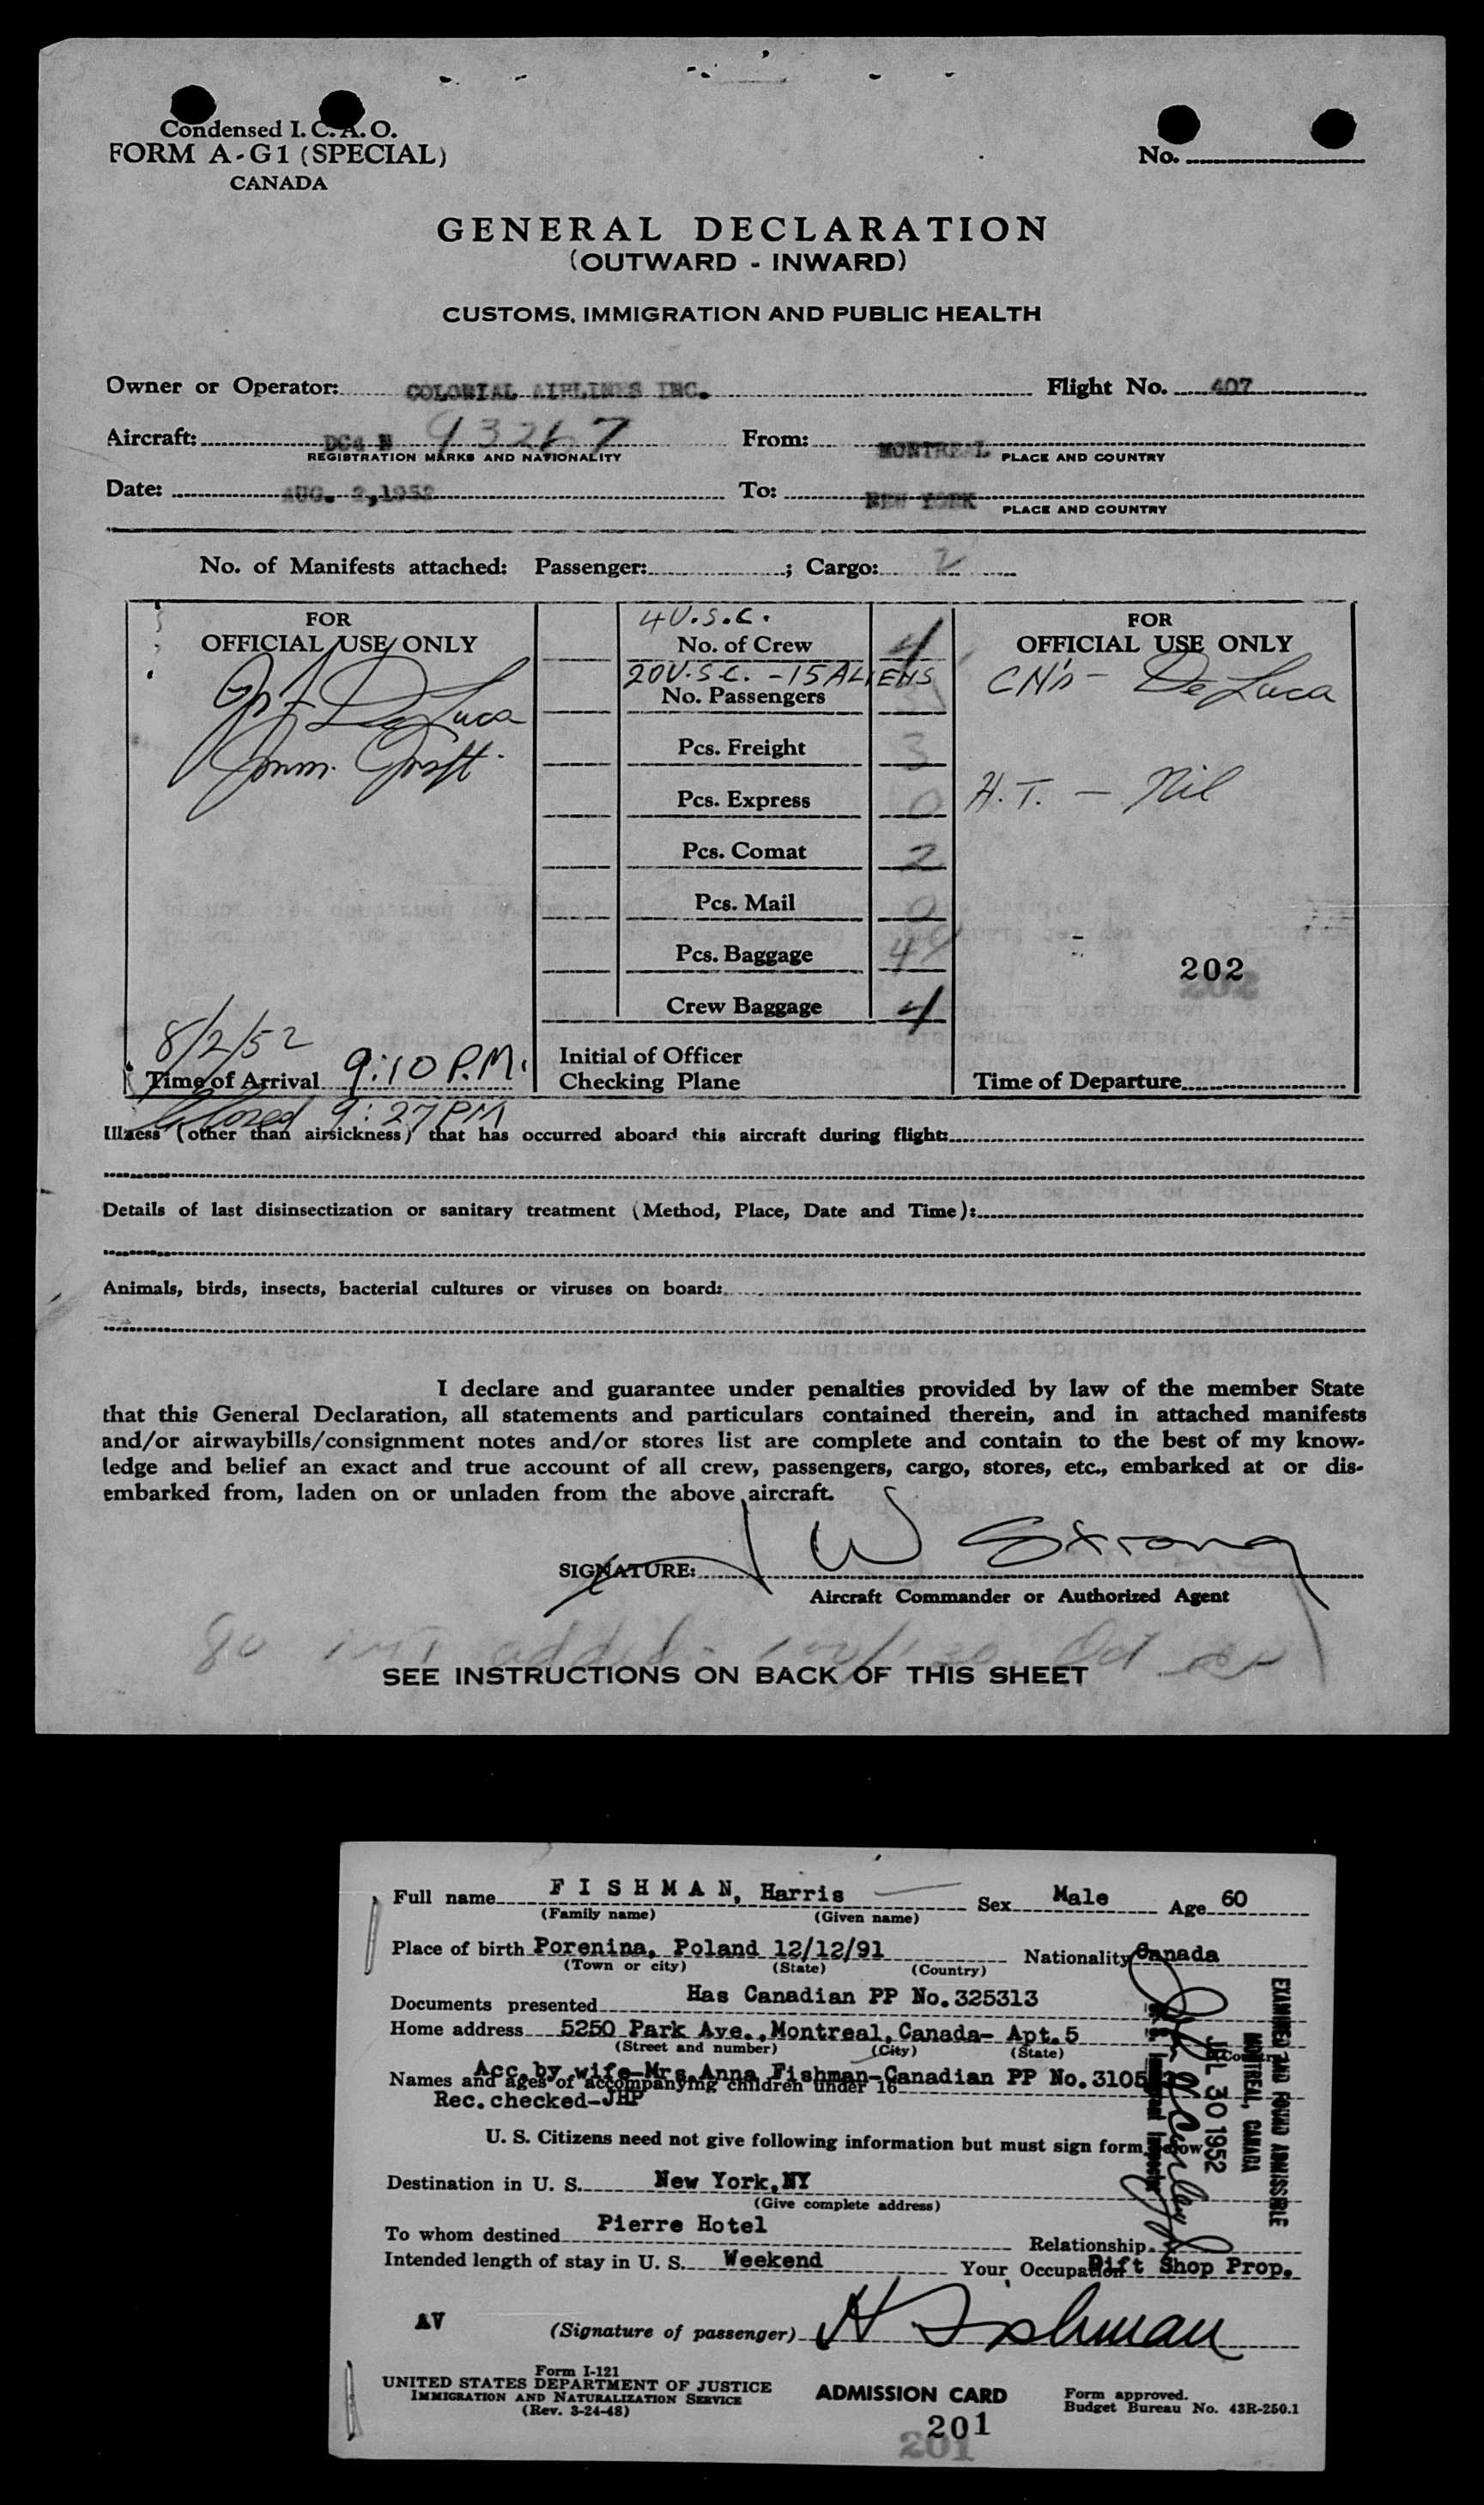 Condensed I. C. A. O.
FORM A-G1 (SPECIAL)
CANADA
No.
GENERAL DECLARATION
(OUTWARD - INWARD)
CUSTOMS, IMMIGRATION AND PUBLIC HEALTH
Owner or Operator: COLONIAL AIRLINES INC. Flight No. 407
Aircraft: DC4 N 93267 From: MONTREAL
REGISTRATION MARKS AND NATIONALITY PLACE AND COUNTRY
Date: AUG. 2,1952 To: NEW YORK
PLACE AND COUNTRY
No. of Manifests attached: Passenger: ; Cargo: 2
FOR
OFFICIAL USE ONLY
De Luca
Imm.
8/2/52
Time of Arrival 9:10 P.M.
Closed 9:27 PM
4 U.S.C.
No. of Crew 4
20 U.S.C. - 15 ALIENS
No. Passengers
Pcs. Freight 3
Pcs. Express 0
Pcs. Comat 2
Pcs. Mail 0
Pcs. Baggage
Crew Baggage 4
Initial of Officer
Checking Plane
FOR
OFFICIAL USE ONLY
De Luca
H.T. - Nil
202
Time of Departure
Illness (other than airsickness) that has occurred aboard this aircraft during flight:
Details of last disinsectization or sanitary treatment (Method, Place, Date and Time):
Animals, birds, insects, bacterial cultures or viruses on board:
I declare and guarantee under penalties provided by law of the member State
that this General Declaration, all statements and particulars contained therein, and in attached manifests
and/or airwaybills/consignment notes and/or stores list are complete and contain to the best of my know-
ledge and belief an exact and true account of all crew, passengers, cargo, stores, etc., embarked at or dis-
embarked from, laden on or unladen from the above aircraft.
SIGNATURE: W Strong
Aircraft Commander or Authorized Agent
SEE INSTRUCTIONS ON BACK OF THIS SHEET
Full name FISHMAN, Harris Sex Male Age 60
(Family name) (Given name)
Place of birth Porenina, Poland 12/12/91 Nationality Canada
(Town or city) (State) (Country)
Documents presented Has Canadian PP No.325313
Home address 5250 Park Ave.,Montreal,Canada- Apt.5
(Street and number) (City) (State)
Acc.by wife-Mrs.Anna Fishman-Canadian PP No.3105
Names and ages of accompanying children under 16
Rec.checked-JHP
U. S. Citizens need not give following information but must sign form below
Destination in U. S. New York,NY
(Give complete address)
To whom destined Pierre Hotel Relationship
Intended length of stay in U. S. Weekend Your Occupation Gift Shop Prop.
AV (Signature of passenger) H Fishman
EXAMINED AND FOUND ADMISSIBLE
MONTREAL, CANADA
JUL 30 1952
Form I-121
UNITED STATES DEPARTMENT OF JUSTICE
IMMIGRATION AND NATURALIZATION SERVICE
(Rev. 3-24-48)
ADMISSION CARD
Form approved.
Budget Bureau No. 43R-250.1
201